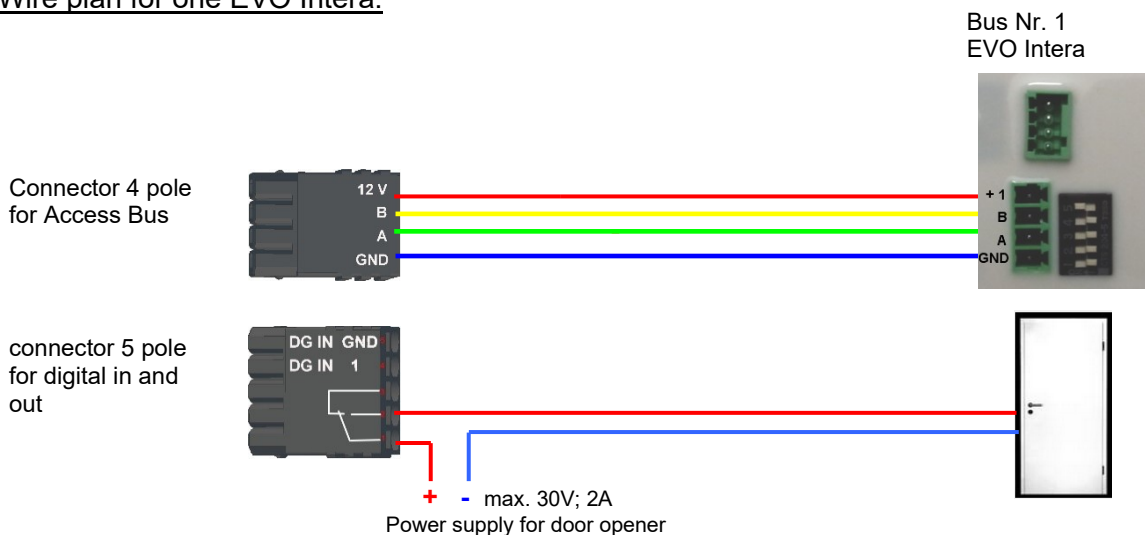 Wire plan for one EVO Intera:
Bus Nr. 1
EVO Intera
Connector 4 pole
for Access Bus
12 V
B
A
GND
+ 1
B
A
GND
connector 5 pole
for digital in and
out
DG IN GND
DG IN 1
+ - max. 30V; 2A
Power supply for door opener